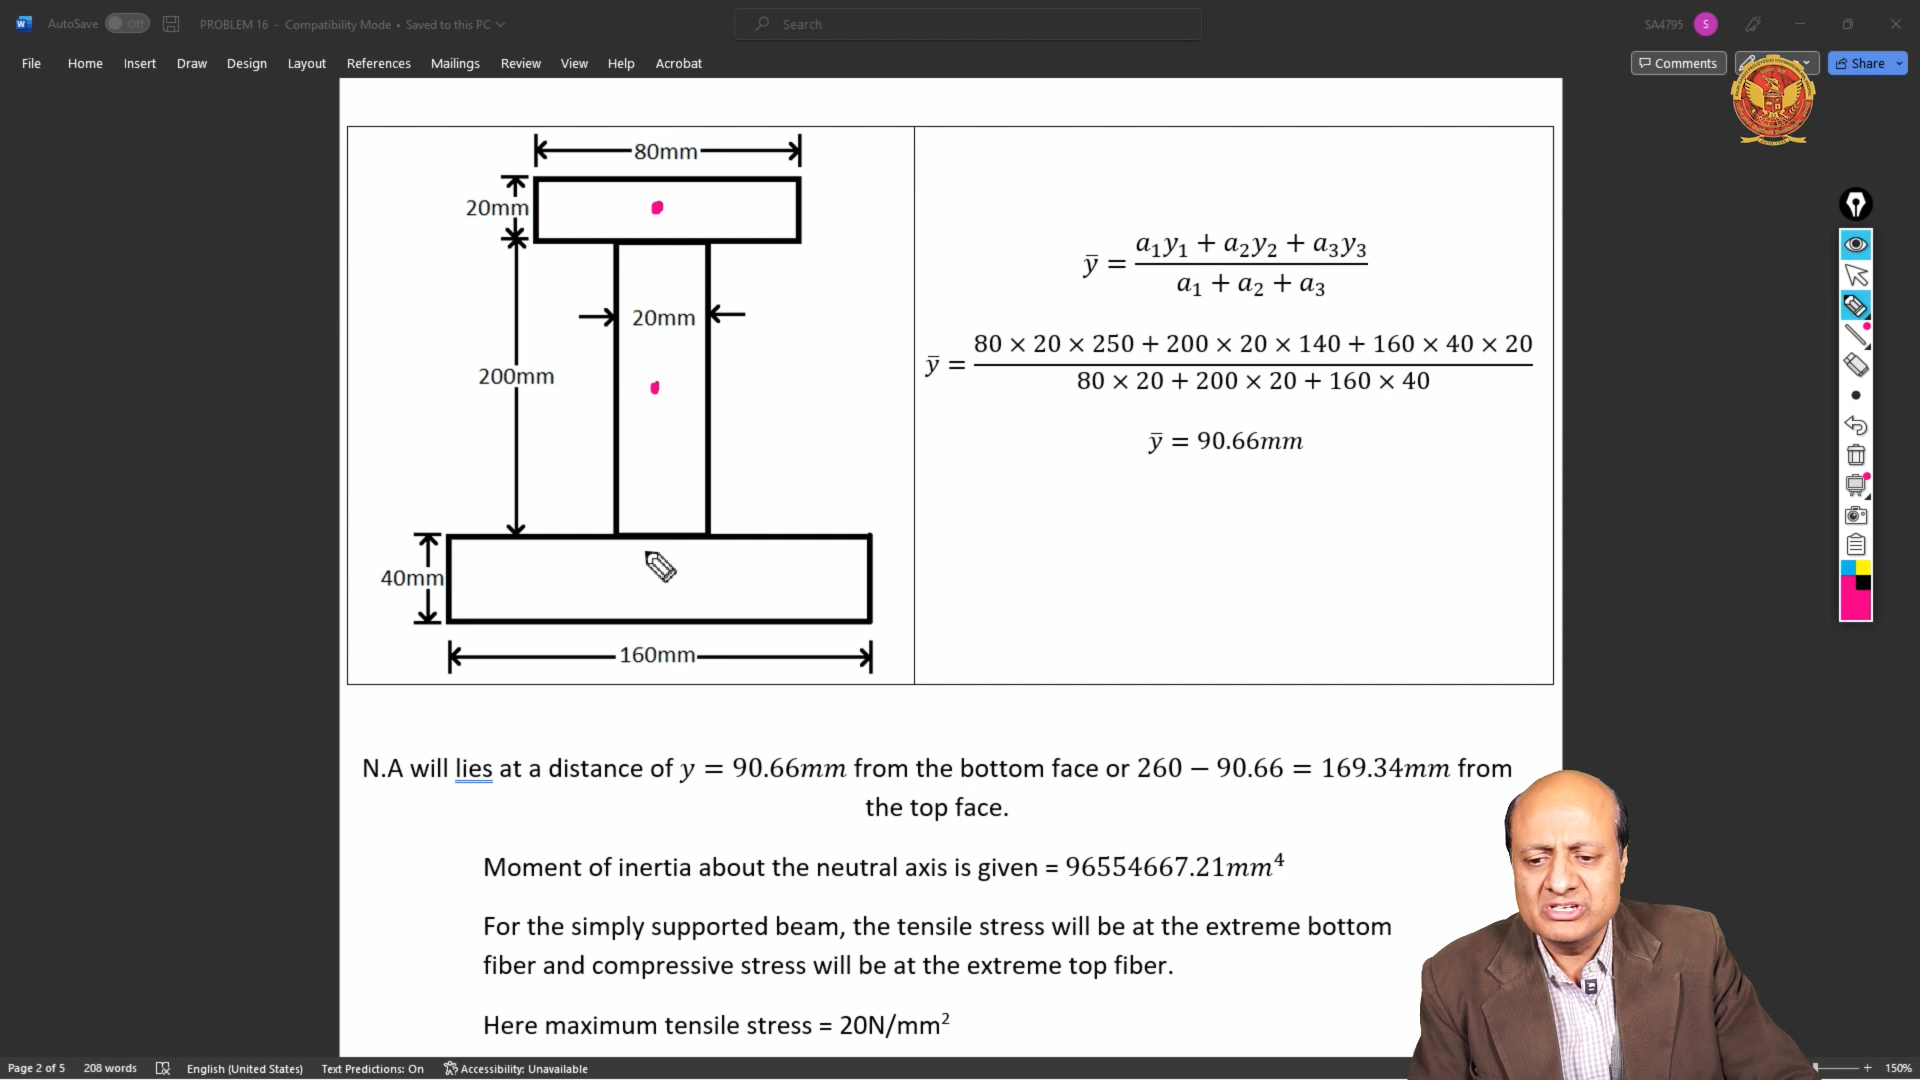 AutoSave Off PROBLEM 16 - Compatibility Mode • Saved to this PC Search SA4795 S
File Home Insert Draw Design Layout References Mailings Review View Help Acrobat Comments Share
80mm
20mm
20mm
200mm
40mm
160mm
ȳ = (a₁y₁ + a₂y₂ + a₃y₃) / (a₁ + a₂ + a₃)
ȳ = (80 × 20 × 250 + 200 × 20 × 140 + 160 × 40 × 20) / (80 × 20 + 200 × 20 + 160 × 40)
ȳ = 90.66mm
N.A will lies at a distance of y = 90.66mm from the bottom face or 260 − 90.66 = 169.34mm from
the top face.
Moment of inertia about the neutral axis is given = 96554667.21mm⁴
For the simply supported beam, the tensile stress will be at the extreme bottom
fiber and compressive stress will be at the extreme top fiber.
Here maximum tensile stress = 20N/mm²
Page 2 of 5 208 words English (United States) Text Predictions: On Accessibility: Unavailable + 150%